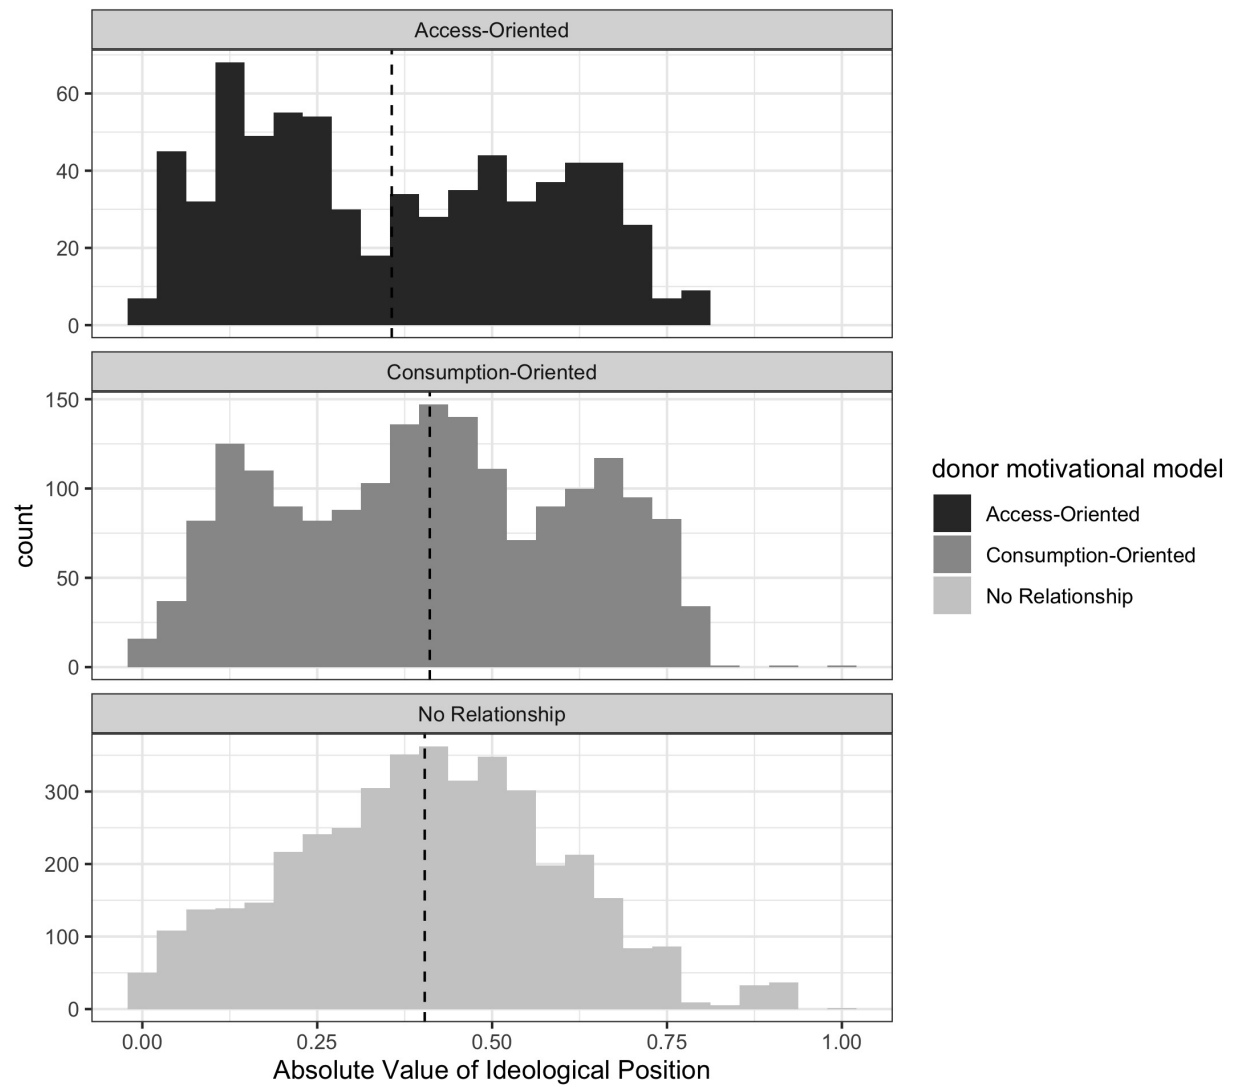 Access-Oriented
60
40
20
0
Consumption-Oriented
150
100
50
0
No Relationship
300
200
100
0
count
0.00 0.25 0.50 0.75 1.00
Absolute Value of Ideological Position
donor motivational model
Access-Oriented
Consumption-Oriented
No Relationship